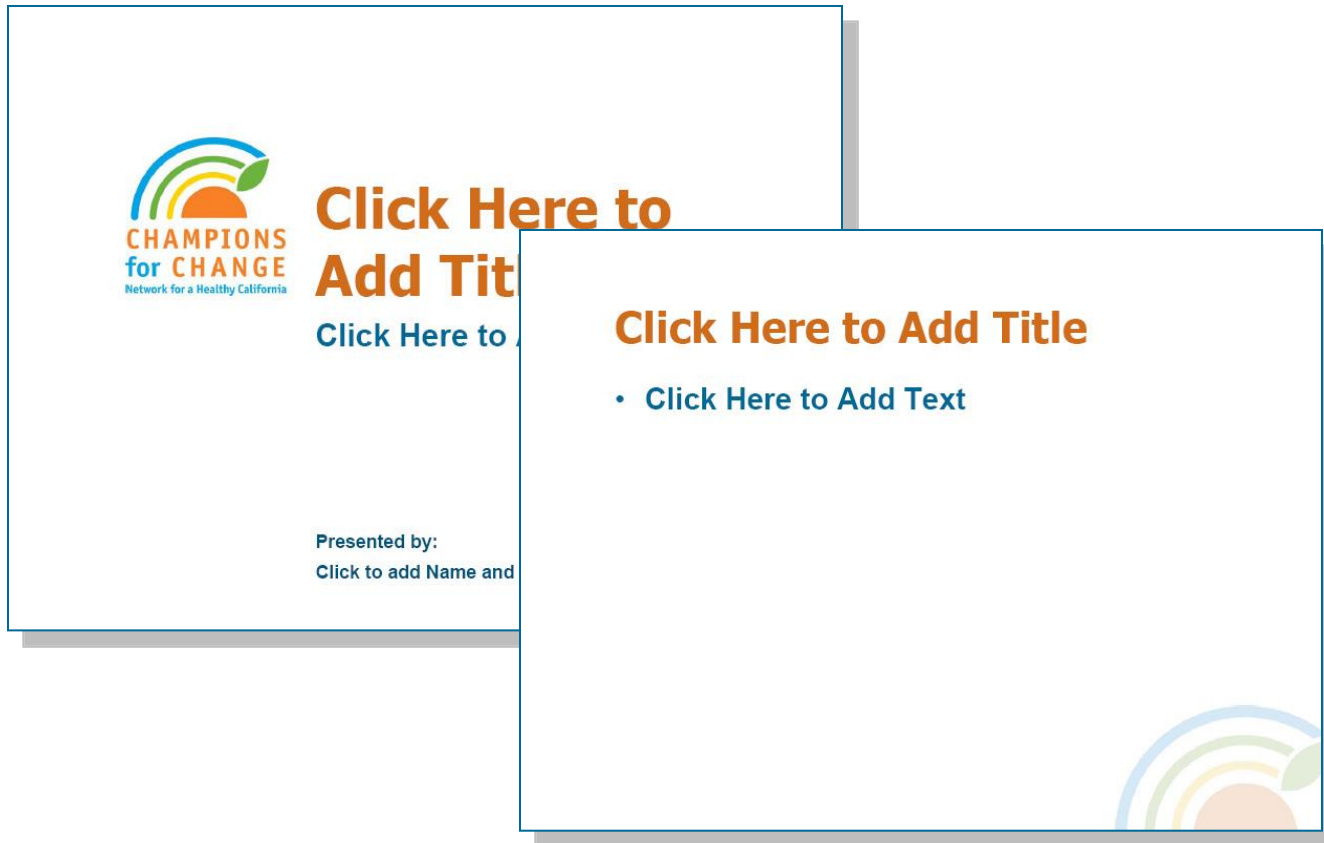 CHAMPIONS
for CHANGE
Network for a Healthy California
Click Here to
Add
Click Here to
Presented by:
Click to add Name and
Click Here to Add Title
• Click Here to Add Text